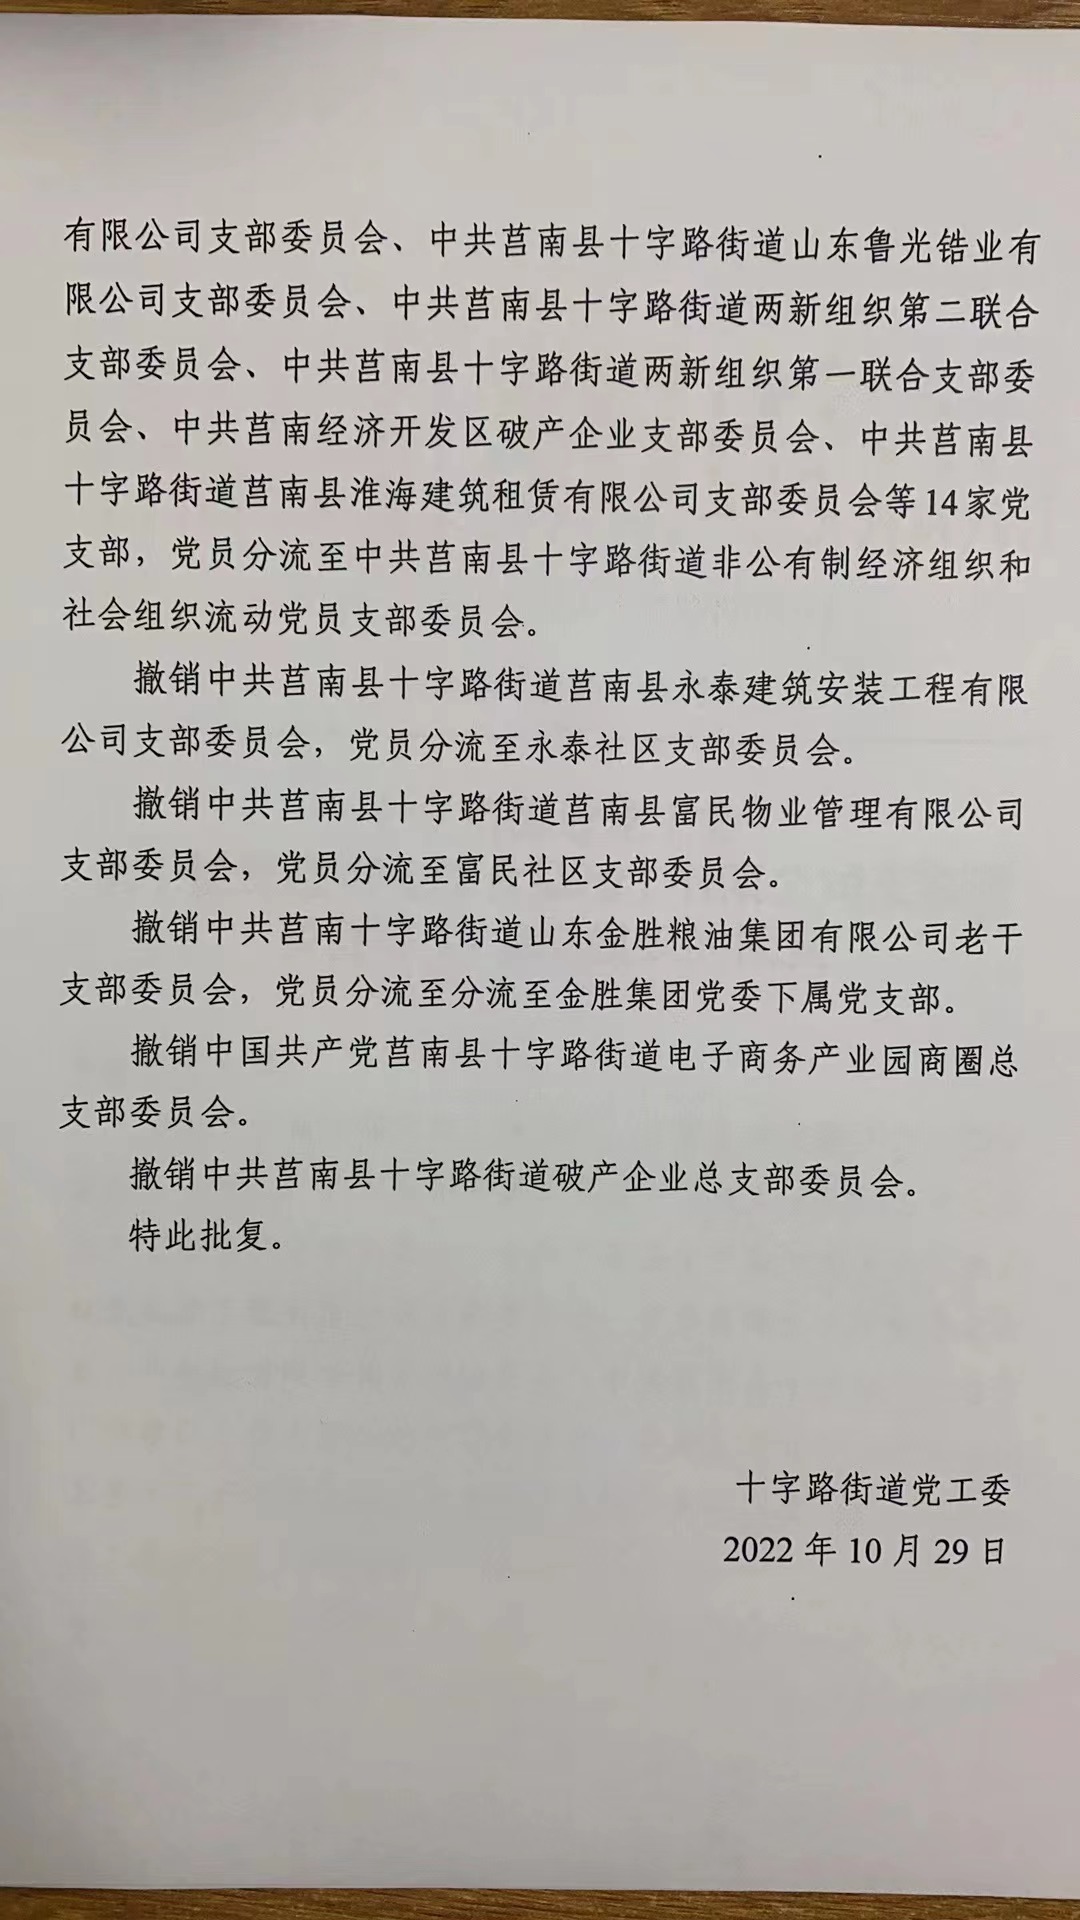 有限公司支部委员会、中共莒南县十字路街道山东鲁光锆业有
限公司支部委员会、中共莒南县十字路街道两新组织第二联合
支部委员会、中共莒南县十字路街道两新组织第一联合支部委
员会、中共莒南经济开发区破产企业支部委员会、中共莒南县
十字路街道莒南县淮海建筑租赁有限公司支部委员会等14家党
支部，党员分流至中共莒南县十字路街道非公有制经济组织和
社会组织流动党员支部委员会。
撤销中共莒南县十字路街道莒南县永泰建筑安装工程有限
公司支部委员会，党员分流至永泰社区支部委员会。
撤销中共莒南县十字路街道莒南县富民物业管理有限公司
支部委员会，党员分流至富民社区支部委员会。
撤销中共莒南十字路街道山东金胜粮油集团有限公司老干
支部委员会，党员分流至分流至金胜集团党委下属党支部。
撤销中国共产党莒南县十字路街道电子商务产业园商圈总
支部委员会。
撤销中共莒南县十字路街道破产企业总支部委员会。
特此批复。
十字路街道党工委
2022 年 10 月 29 日